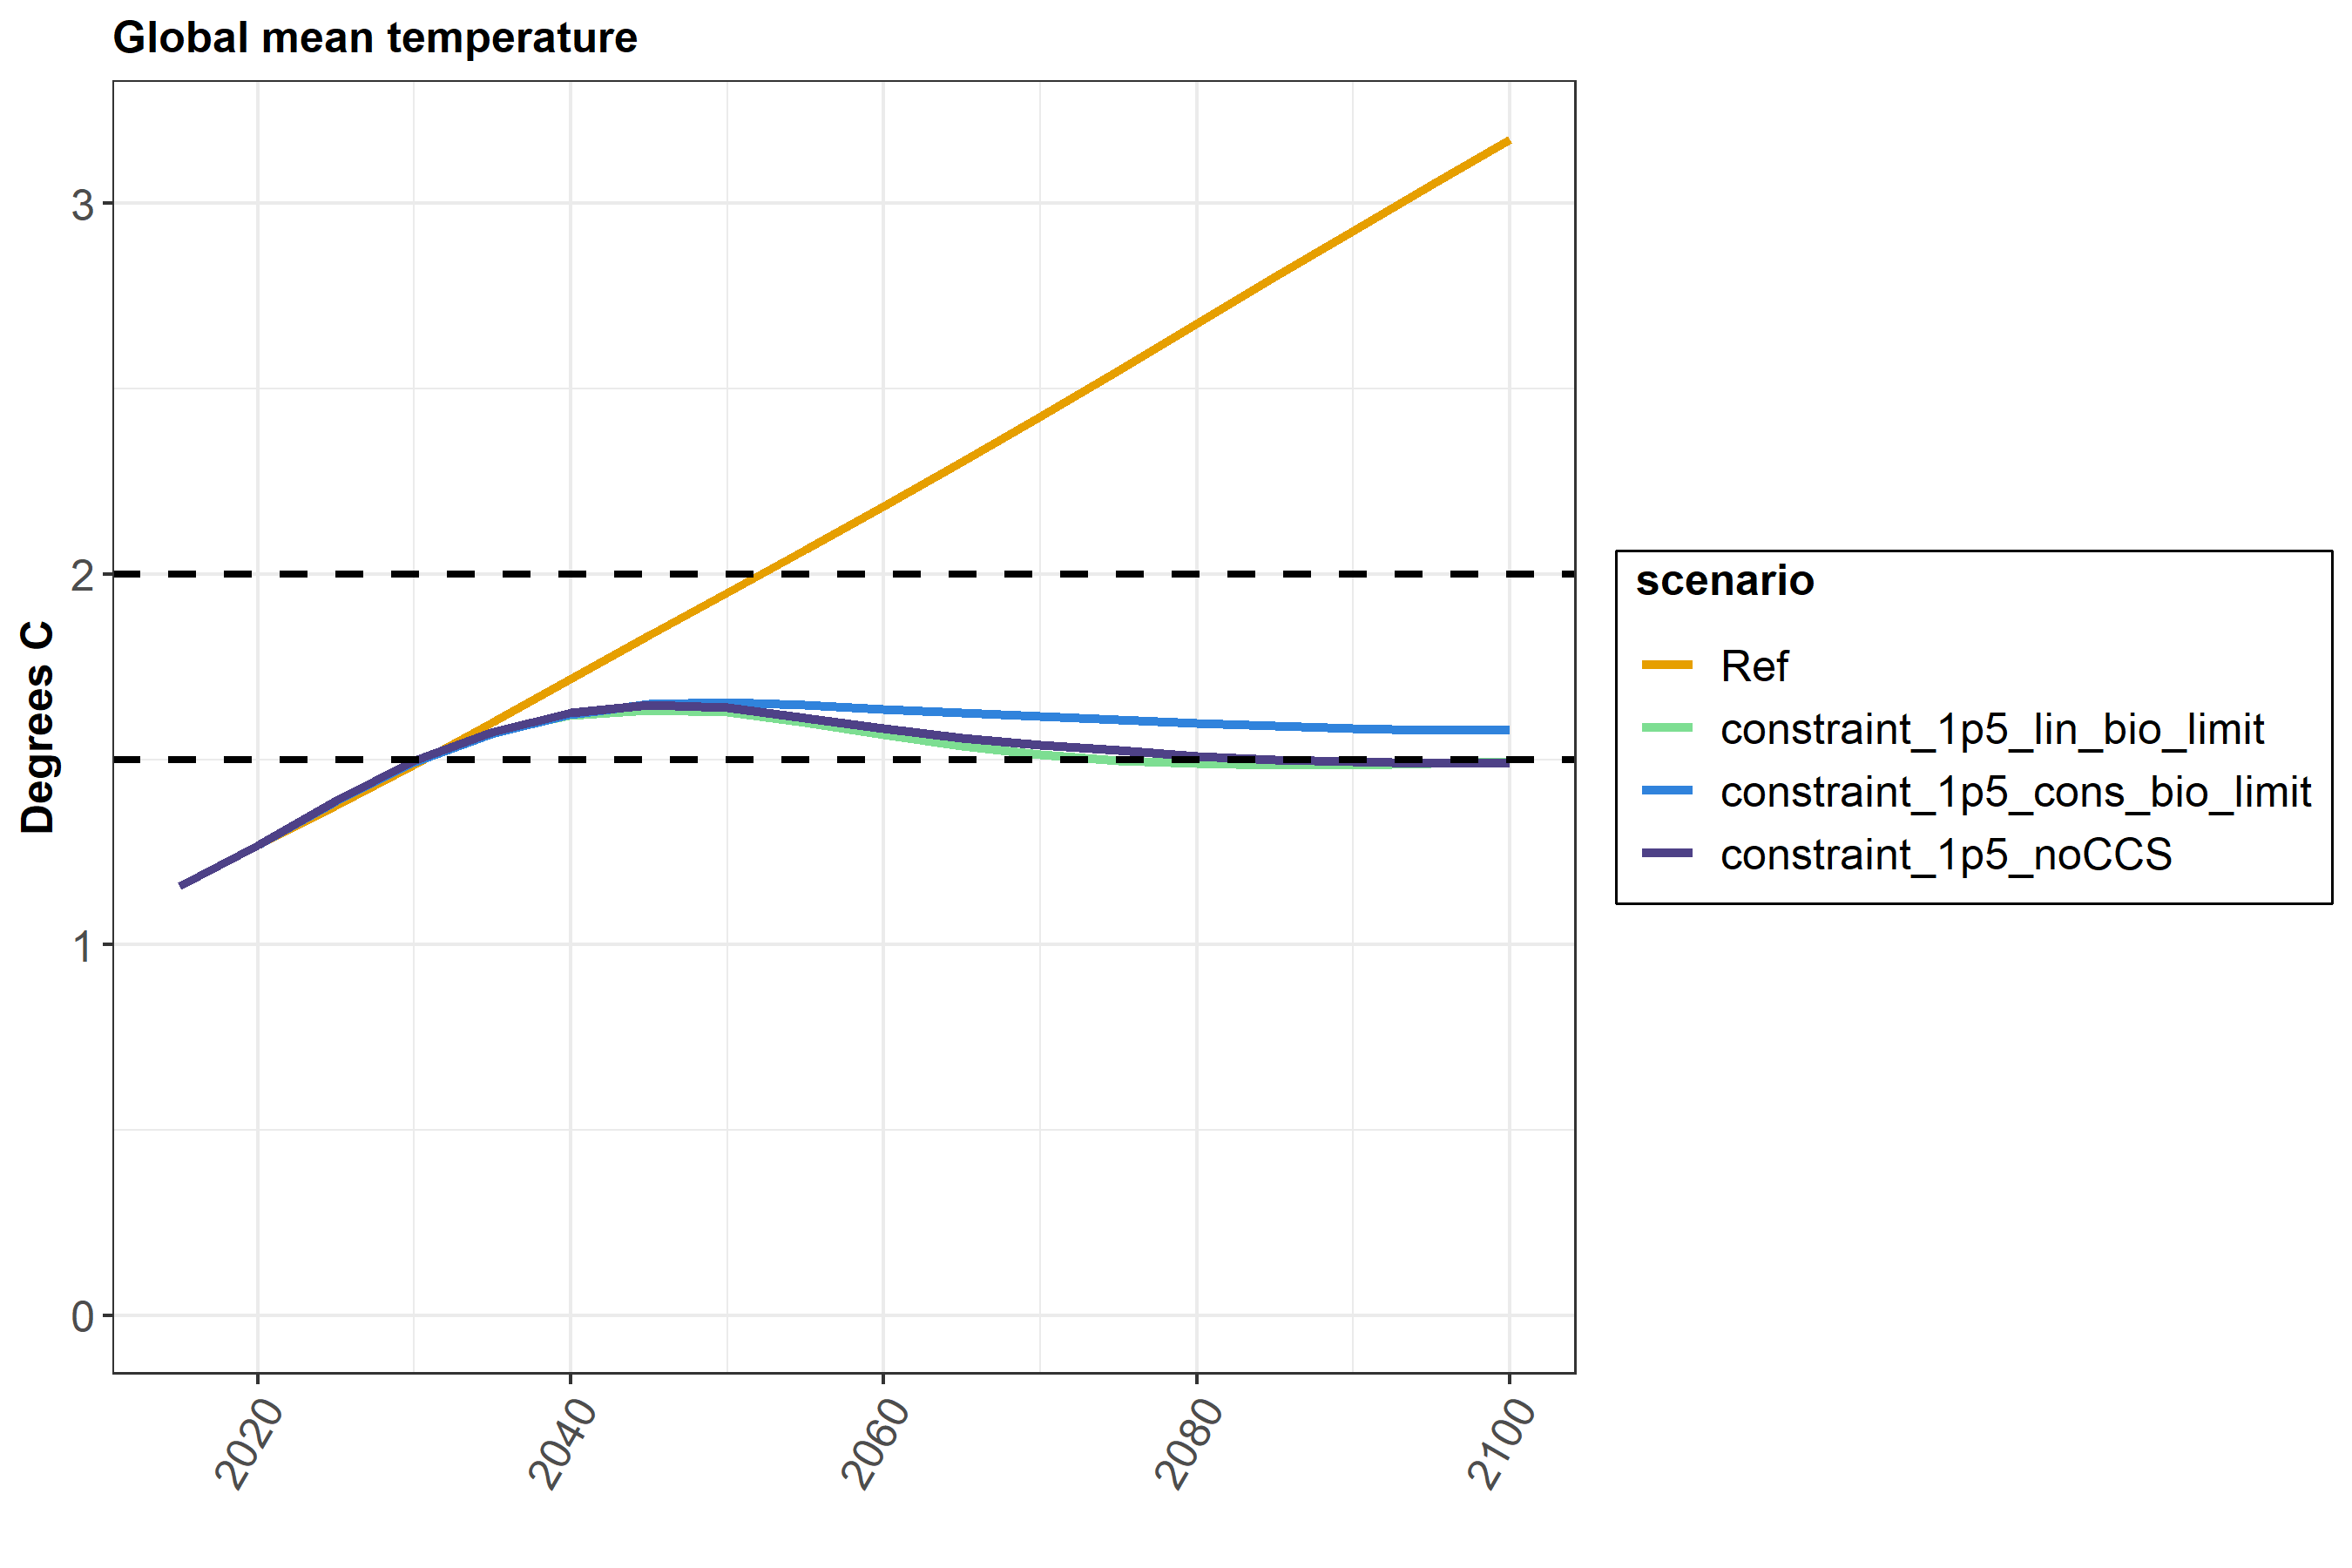 Global mean temperature
Degrees C
3
2
1
0
2020
2040
2060
2080
2100
scenario
Ref
constraint_1p5_lin_bio_limit
constraint_1p5_cons_bio_limit
constraint_1p5_noCCS